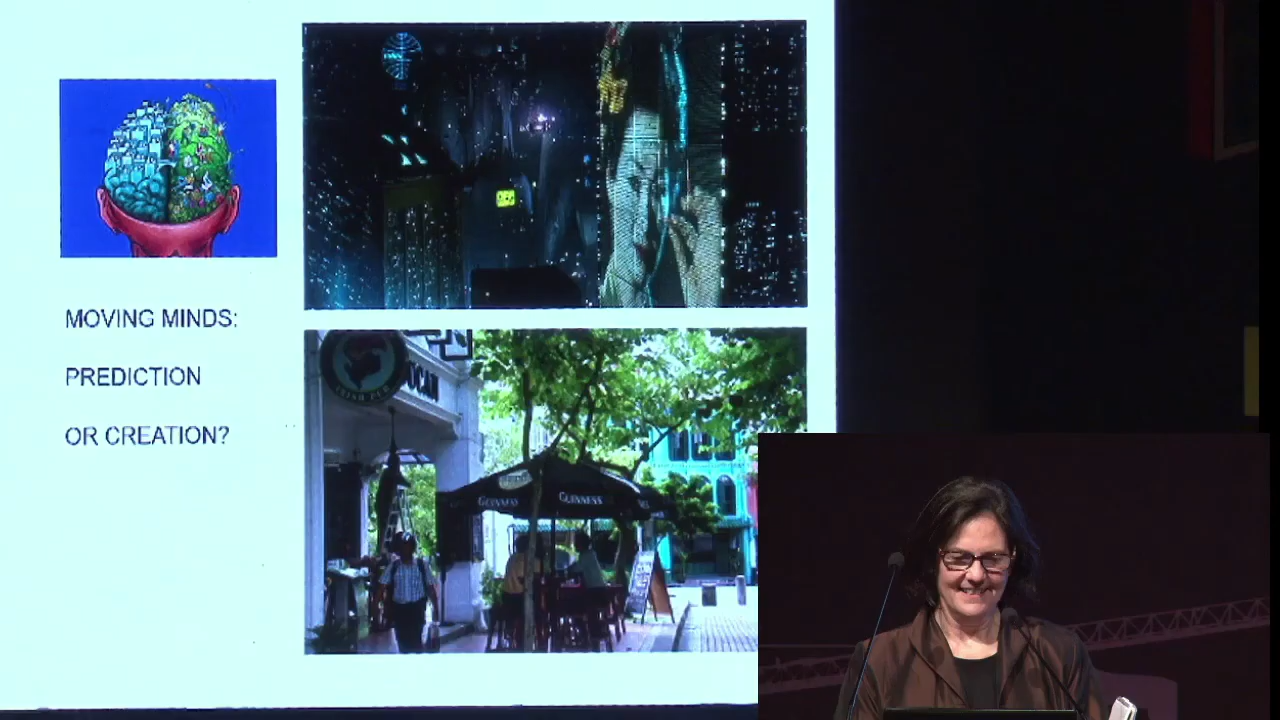 MOVING MINDS:
PREDICTION
OR CREATION?
GUINNESS
GUINNESS